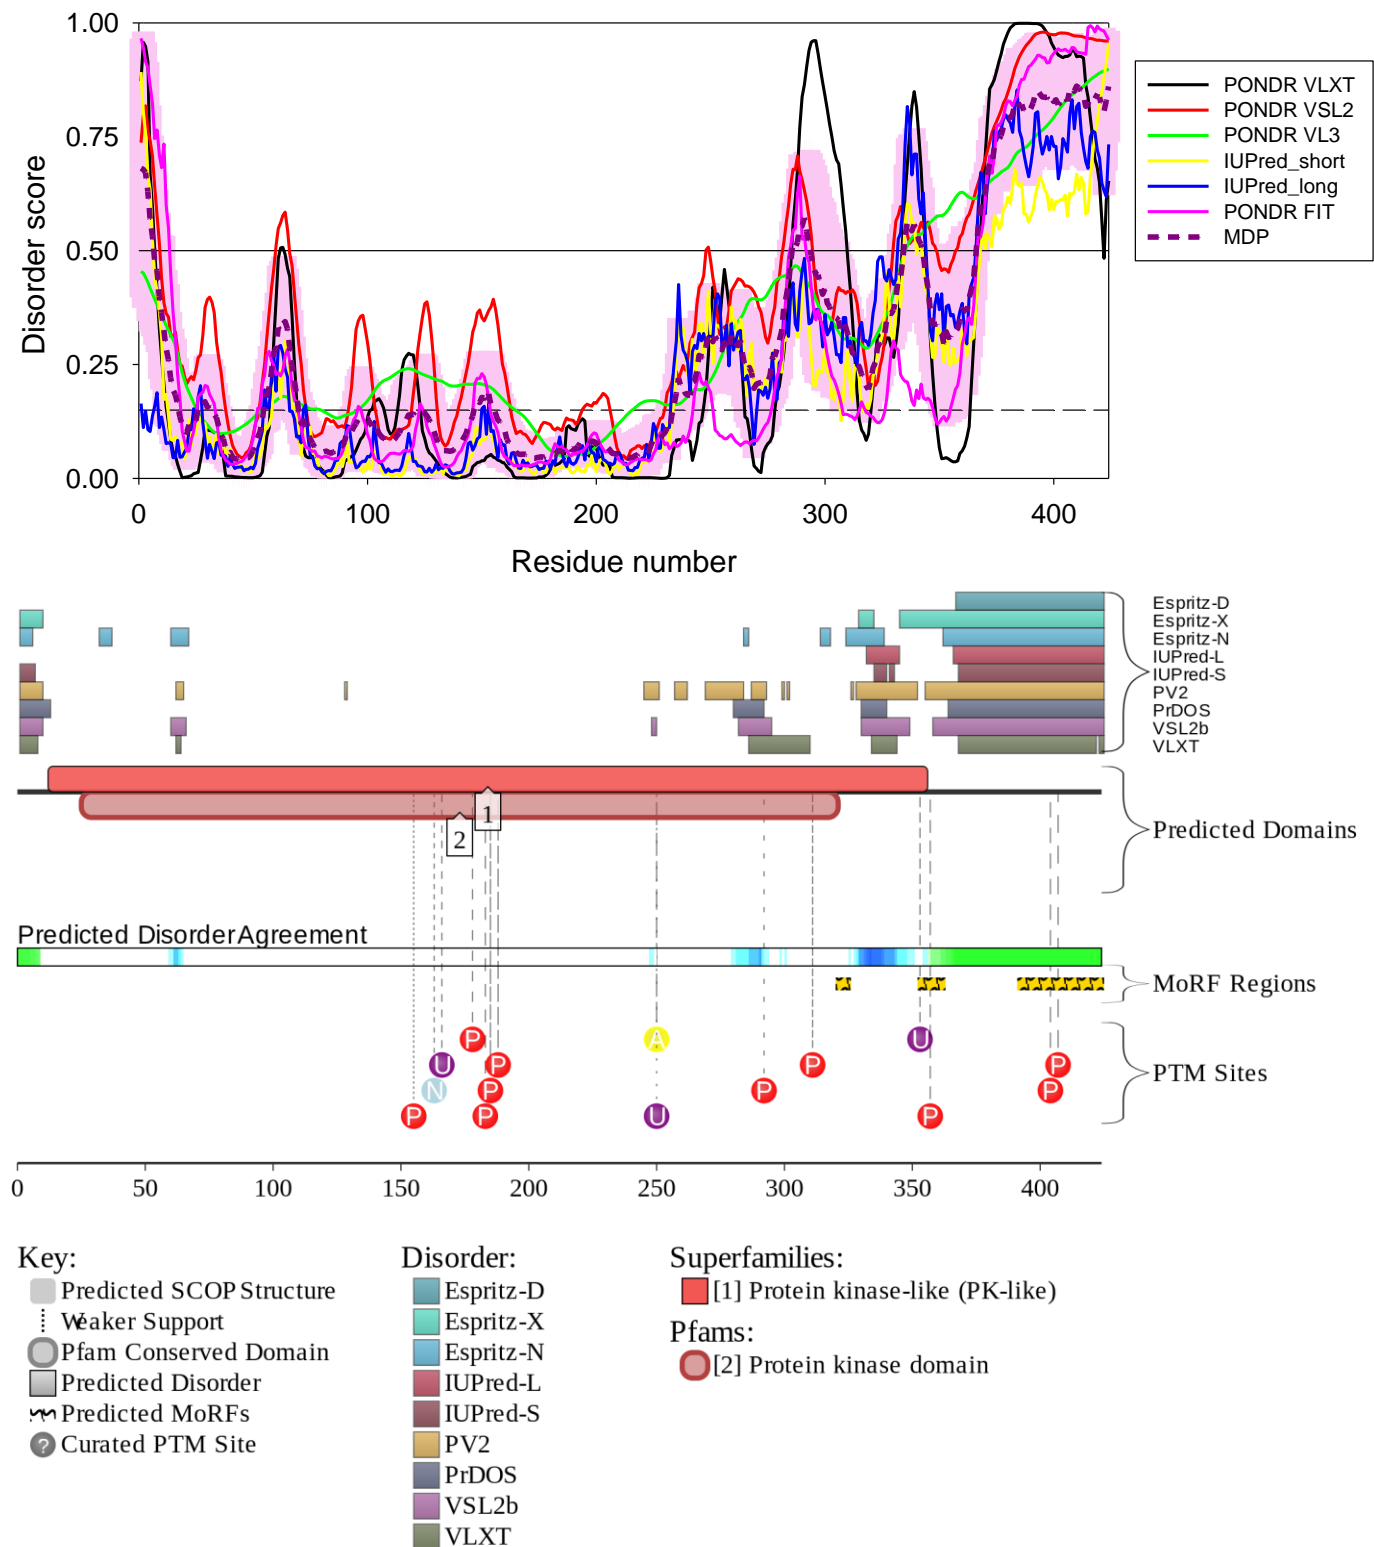 1.00
0.75
0.50
0.25
0.00
Disorder score
0 100 200 300 400
Residue number
PONDR VLXT
PONDR VSL2
PONDR VL3
IUPred_short
IUPred_long
PONDR FIT
MDP
Espritz-D
Espritz-X
Espritz-N
IUPred-L
IUPred-S
PV2
PrDOS
VSL2b
VLXT
1
2
Predicted Domains
Predicted Disorder Agreement
MoRF Regions
P A U
U P P P
N P P P
P P U P
PTM Sites
0 50 100 150 200 250 300 350 400
Key:
Predicted SCOP Structure
Weaker Support
Pfam Conserved Domain
Predicted Disorder
Predicted MoRFs
? Curated PTM Site
Disorder:
Espritz-D
Espritz-X
Espritz-N
IUPred-L
IUPred-S
PV2
PrDOS
VSL2b
VLXT
Superfamilies:
[1] Protein kinase-like (PK-like)
Pfams:
[2] Protein kinase domain